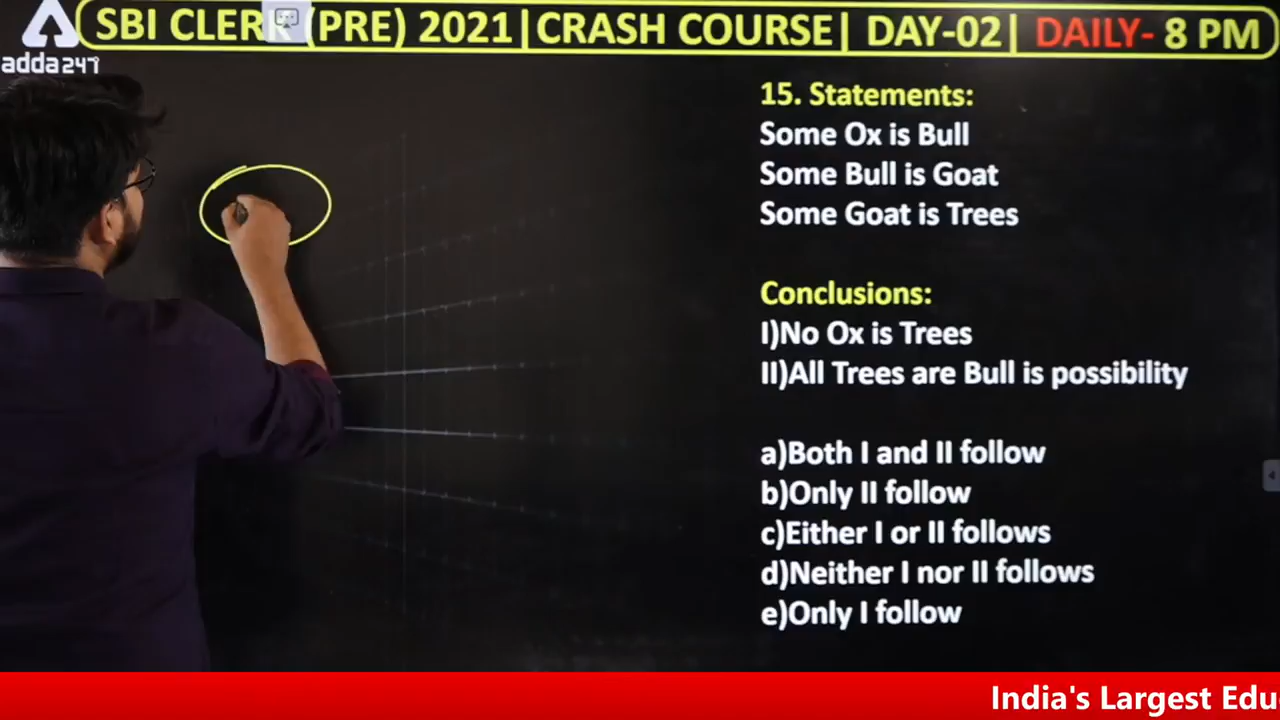 SBI CLERK (PRE) 2021|CRASH COURSE| DAY-02| DAILY- 8 PM
adda247
15. Statements:
Some Ox is Bull
Some Bull is Goat
Some Goat is Trees
Conclusions:
I)No Ox is Trees
II)All Trees are Bull is possibility
a)Both I and II follow
b)Only II follow
c)Either I or II follows
d)Neither I nor II follows
e)Only I follow
India's Largest Edu